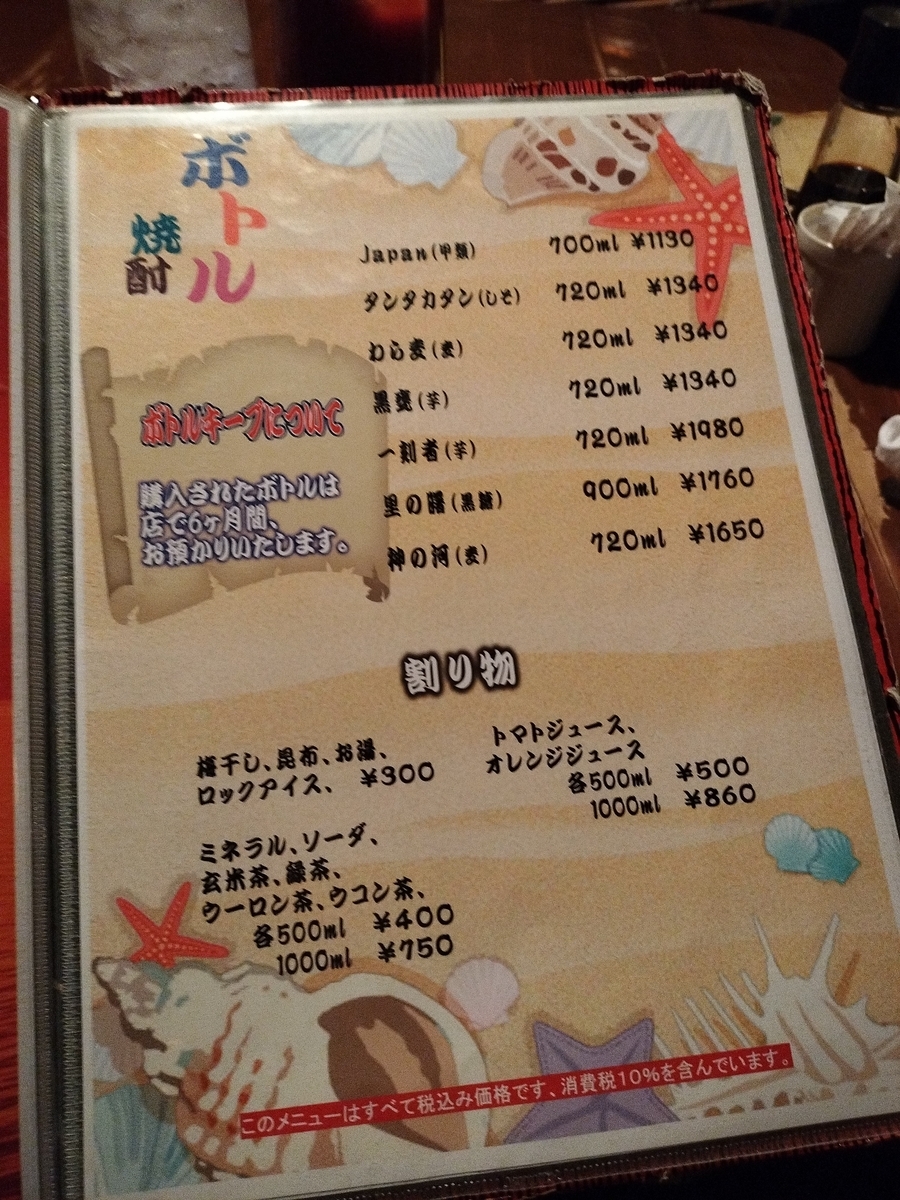 ボトル
焼酎
Japan(甲類) 700ml ¥1130
タンタカタン(しそ) 720ml ¥1340
わら麦(麦) 720ml ¥1340
黒甕(芋) 720ml ¥1340
一刻者(芋) 720ml ¥1980
里の曙(黒糖) 900ml ¥1760
神の河(麦) 720ml ¥1650
ボトルキープについて
購入されたボトルは
店で6ヶ月間、
お預かりいたします。
割り物
梅干し、昆布、お湯、
ロックアイス、 ¥300
ミネラル、ソーダ、
玄米茶、緑茶、
ウーロン茶、ウコン茶、
各500ml ¥400
1000ml ¥750
トマトジュース、
オレンジジュース
各500ml ¥500
1000ml ¥860
このメニューはすべて税込み価格です、消費税10%を含んでいます。